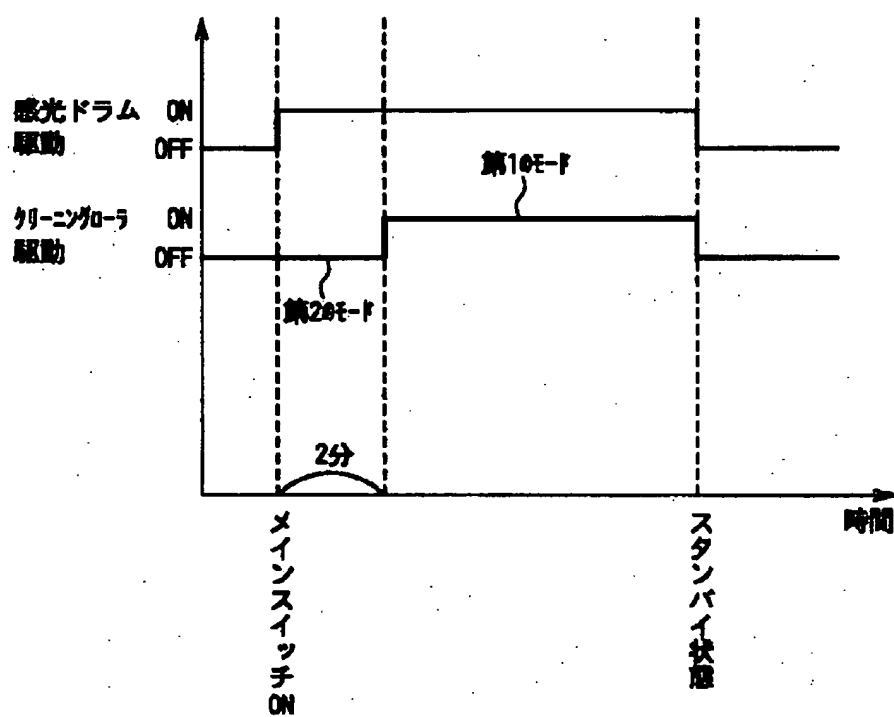 感光ドラム ON
駆動 OFF
第1のモード
クリーニングローラ ON
駆動 OFF
第2のモード
2分
時間
メインスイッチON
スタンバイ状態